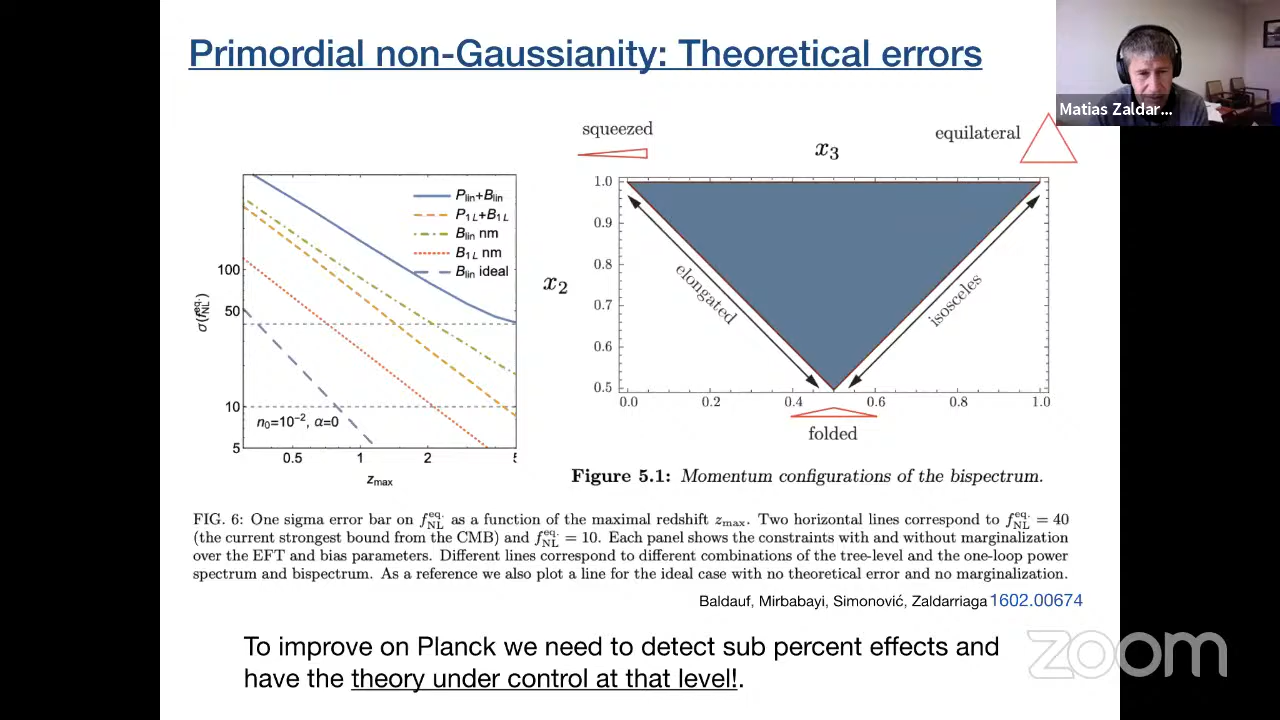 Primordial non-Gaussianity: Theoretical errors
Matias Zaldar...
squeezed
x₃
equilateral
P_lin+B_lin
P_1L+B_1L
B_lin nm
B_1L nm
B_lin ideal
100
50
10
5
σ(f_NL^eq.)
n₀=10⁻², α=0
0.5
1
2
5
z_max
x₂
1.0
0.9
0.8
0.7
0.6
0.5
elongated
isosceles
0.0
0.2
0.4
0.6
0.8
1.0
folded
Figure 5.1: Momentum configurations of the bispectrum.
FIG. 6: One sigma error bar on f_NL^eq. as a function of the maximal redshift z_max. Two horizontal lines correspond to f_NL^eq. = 40
(the current strongest bound from the CMB) and f_NL^eq. = 10. Each panel shows the constraints with and without marginalization
over the EFT and bias parameters. Different lines correspond to different combinations of the tree-level and the one-loop power
spectrum and bispectrum. As a reference we also plot a line for the ideal case with no theoretical error and no marginalization.
Baldauf, Mirbabayi, Simonović, Zaldarriaga 1602.00674
To improve on Planck we need to detect sub percent effects and
have the theory under control at that level!.
zoom